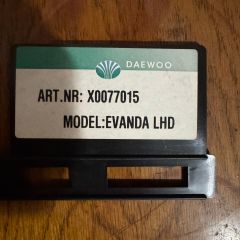 DAEWOO
ART.NR: X0077015
MODEL:EVANDA LHD